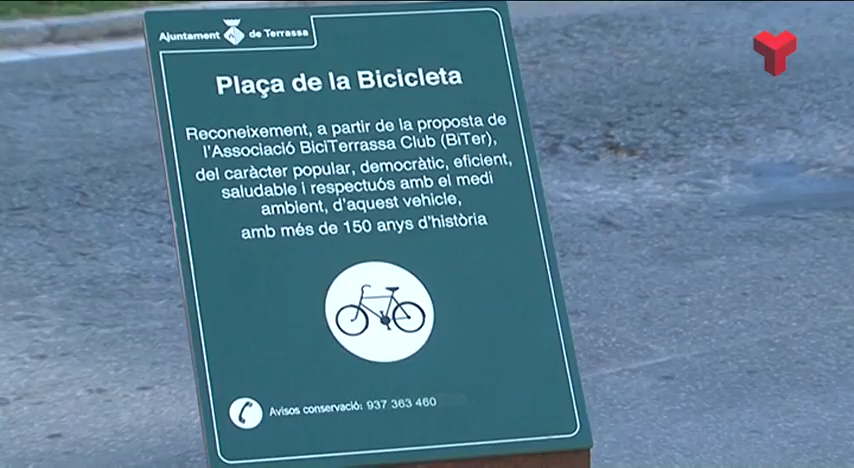 Ajuntament de Terrassa
Plaça de la Bicicleta
Reconeixement, a partir de la proposta de
l'Associació BiciTerrassa Club (BiTer),
del caràcter popular, democràtic, eficient,
saludable i respectuós amb el medi
ambient, d'aquest vehicle,
amb més de 150 anys d'història
Avisos conservació: 937 363 460